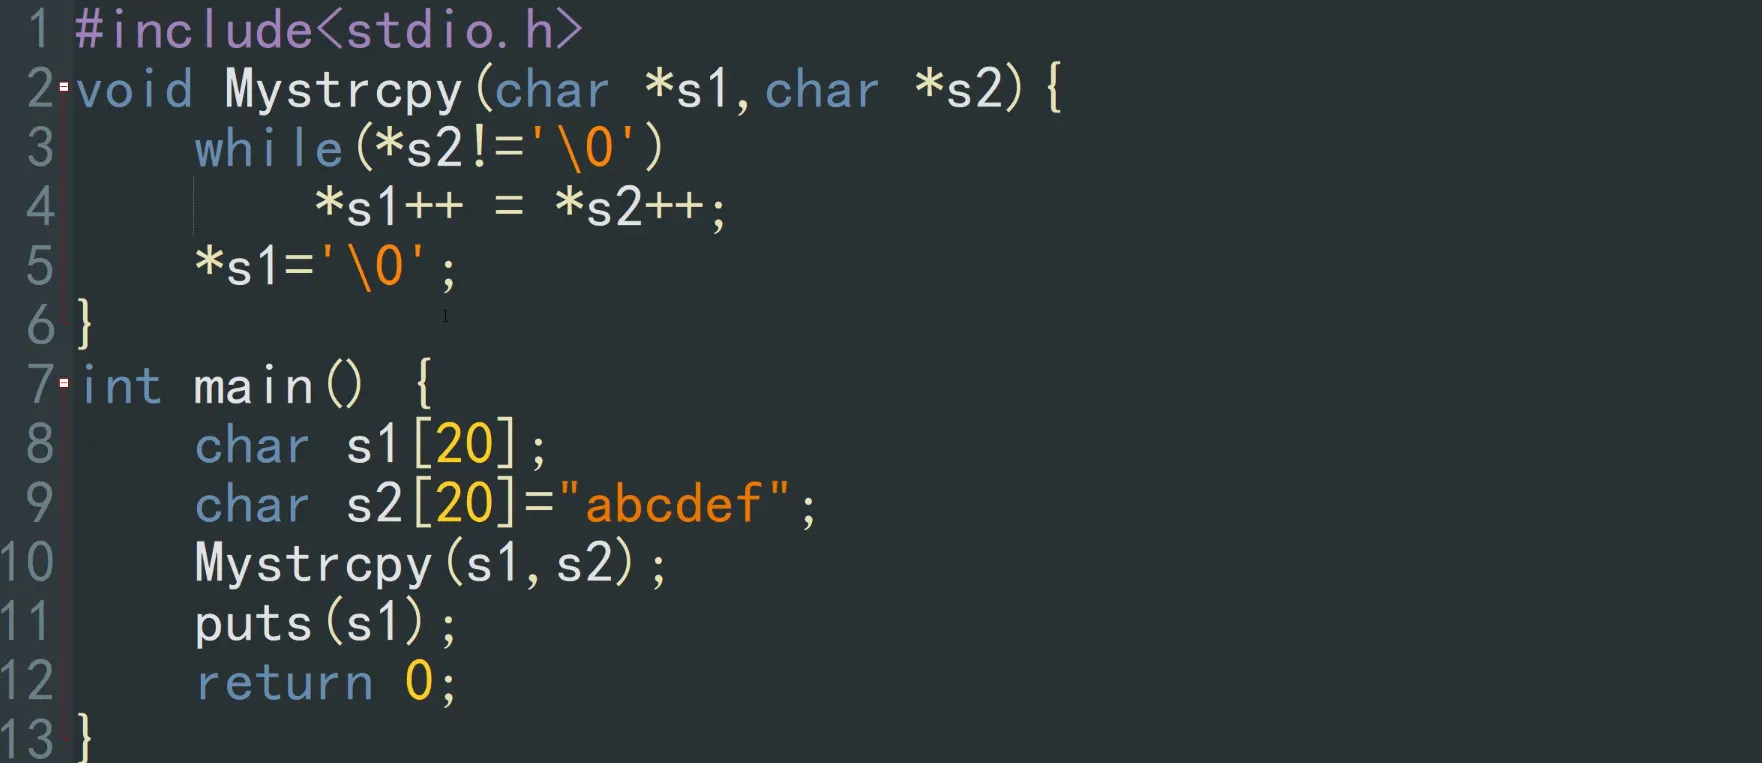 1 #include<stdio.h>
2 void Mystrcpy(char *s1,char *s2){
3     while(*s2!='\0')
4         *s1++ = *s2++;
5     *s1='\0';
6 }
7 int main() {
8     char s1[20];
9     char s2[20]="abcdef";
10     Mystrcpy(s1,s2);
11     puts(s1);
12     return 0;
13 }